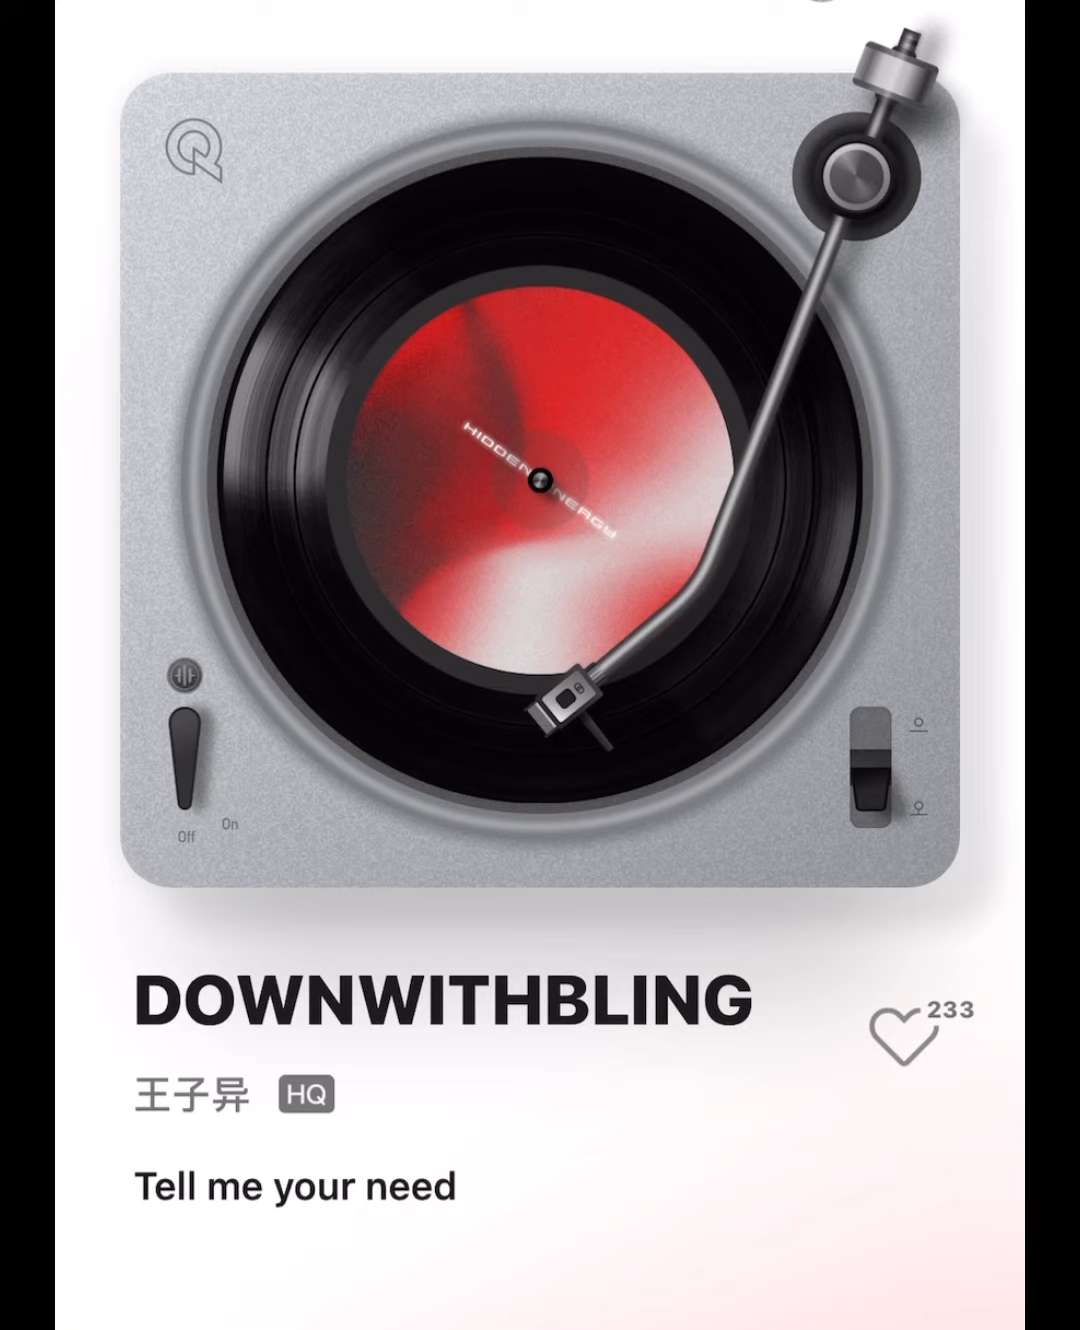 HIDDEN ENERGY
Off
On
DOWNWITHBLING
233
王子异
HQ
Tell me your need